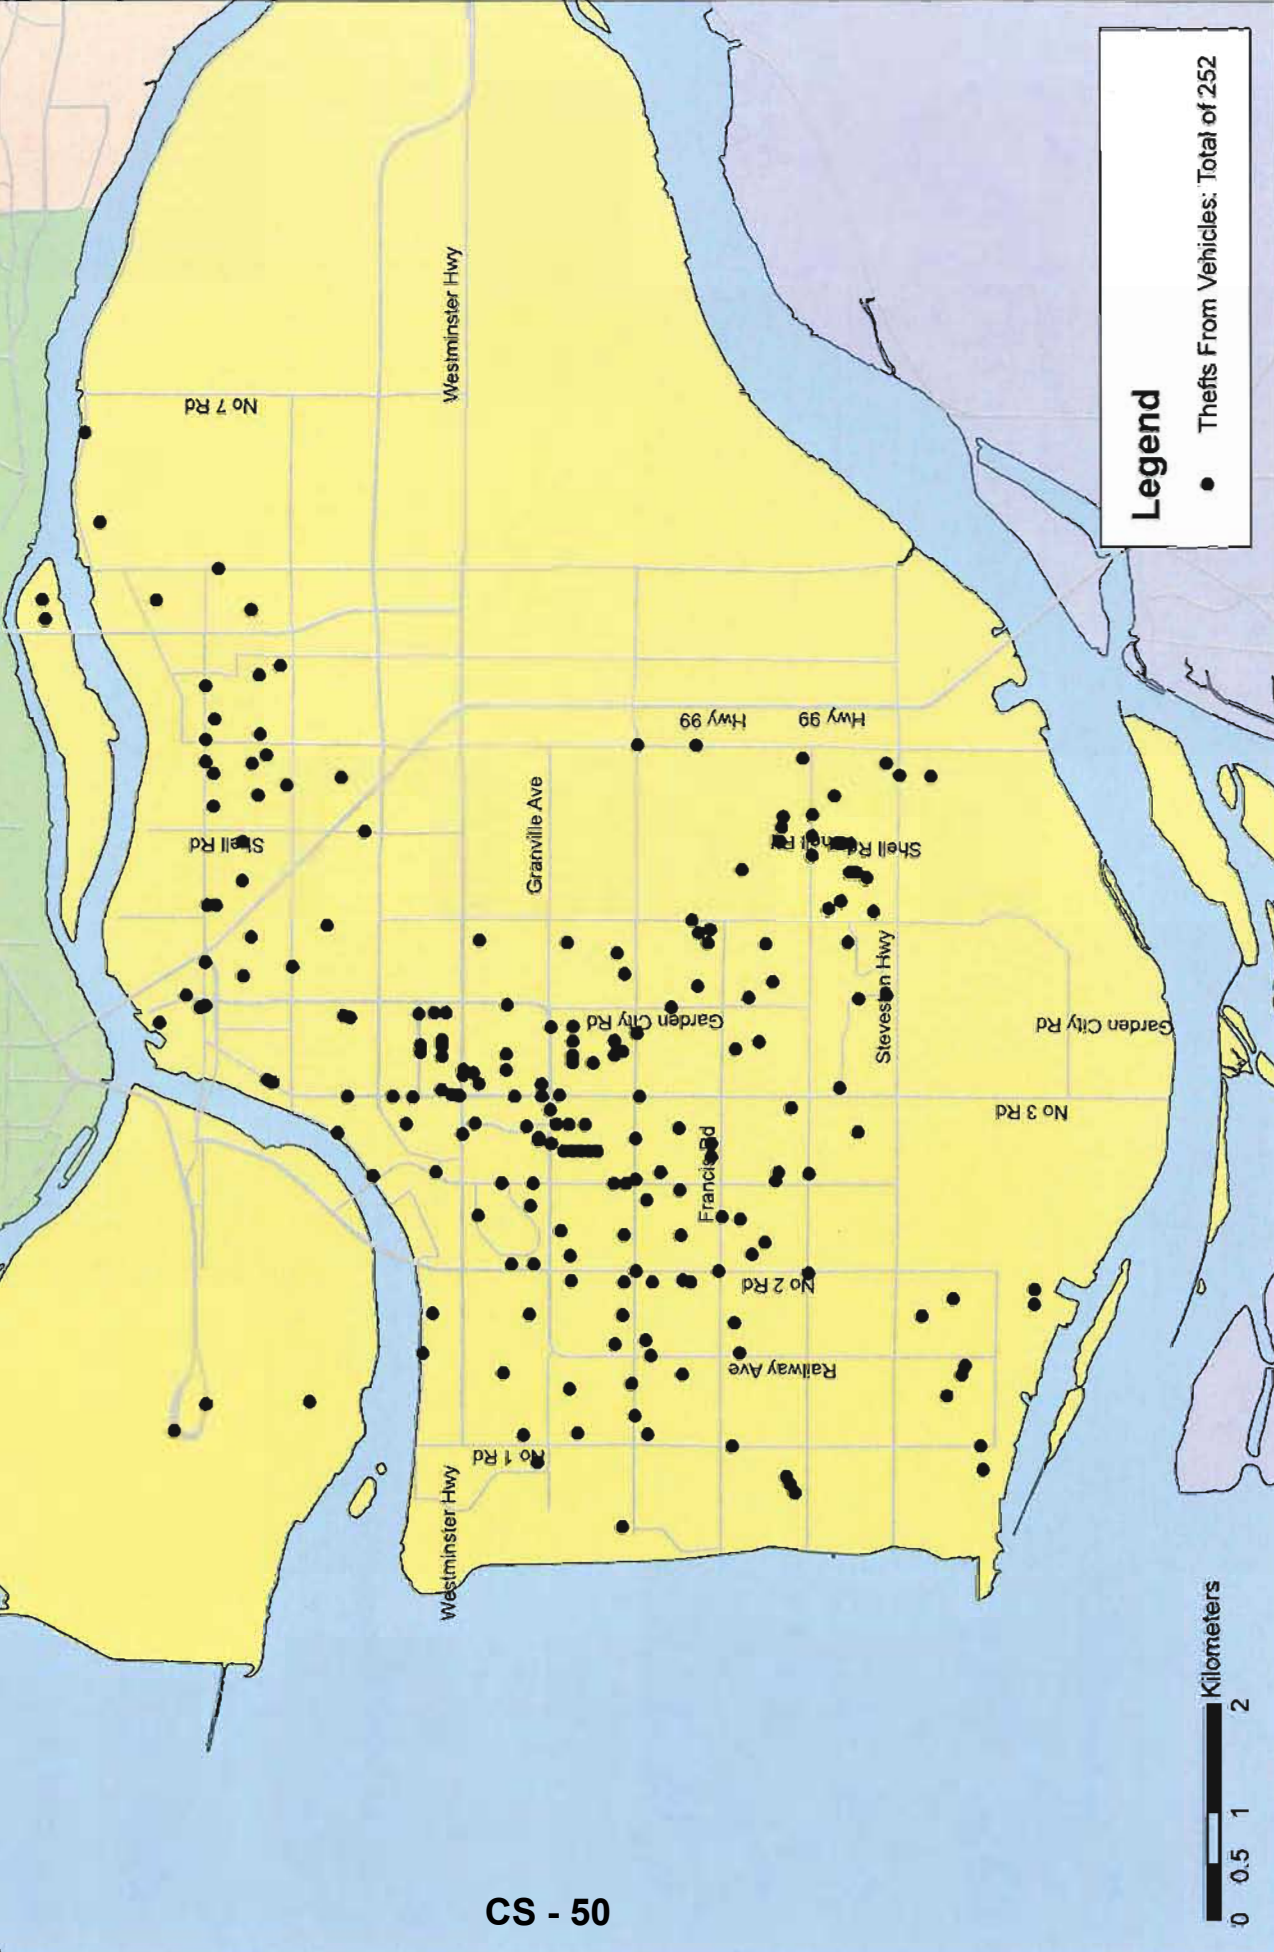 Westminster Hwy
No 7 Rd
Granville Ave
Hwy 99
Hwy 99
Shell Rd
Shell Rd
Garden City Rd
Steveston Hwy
Garden City Rd
No 3 Rd
Francis Rd
No 2 Rd
Railway Ave
No 1 Rd
Westminster Hwy
Legend
Thefts From Vehicles: Total of 252
Kilometers
0 0.5 1 2
CS - 50